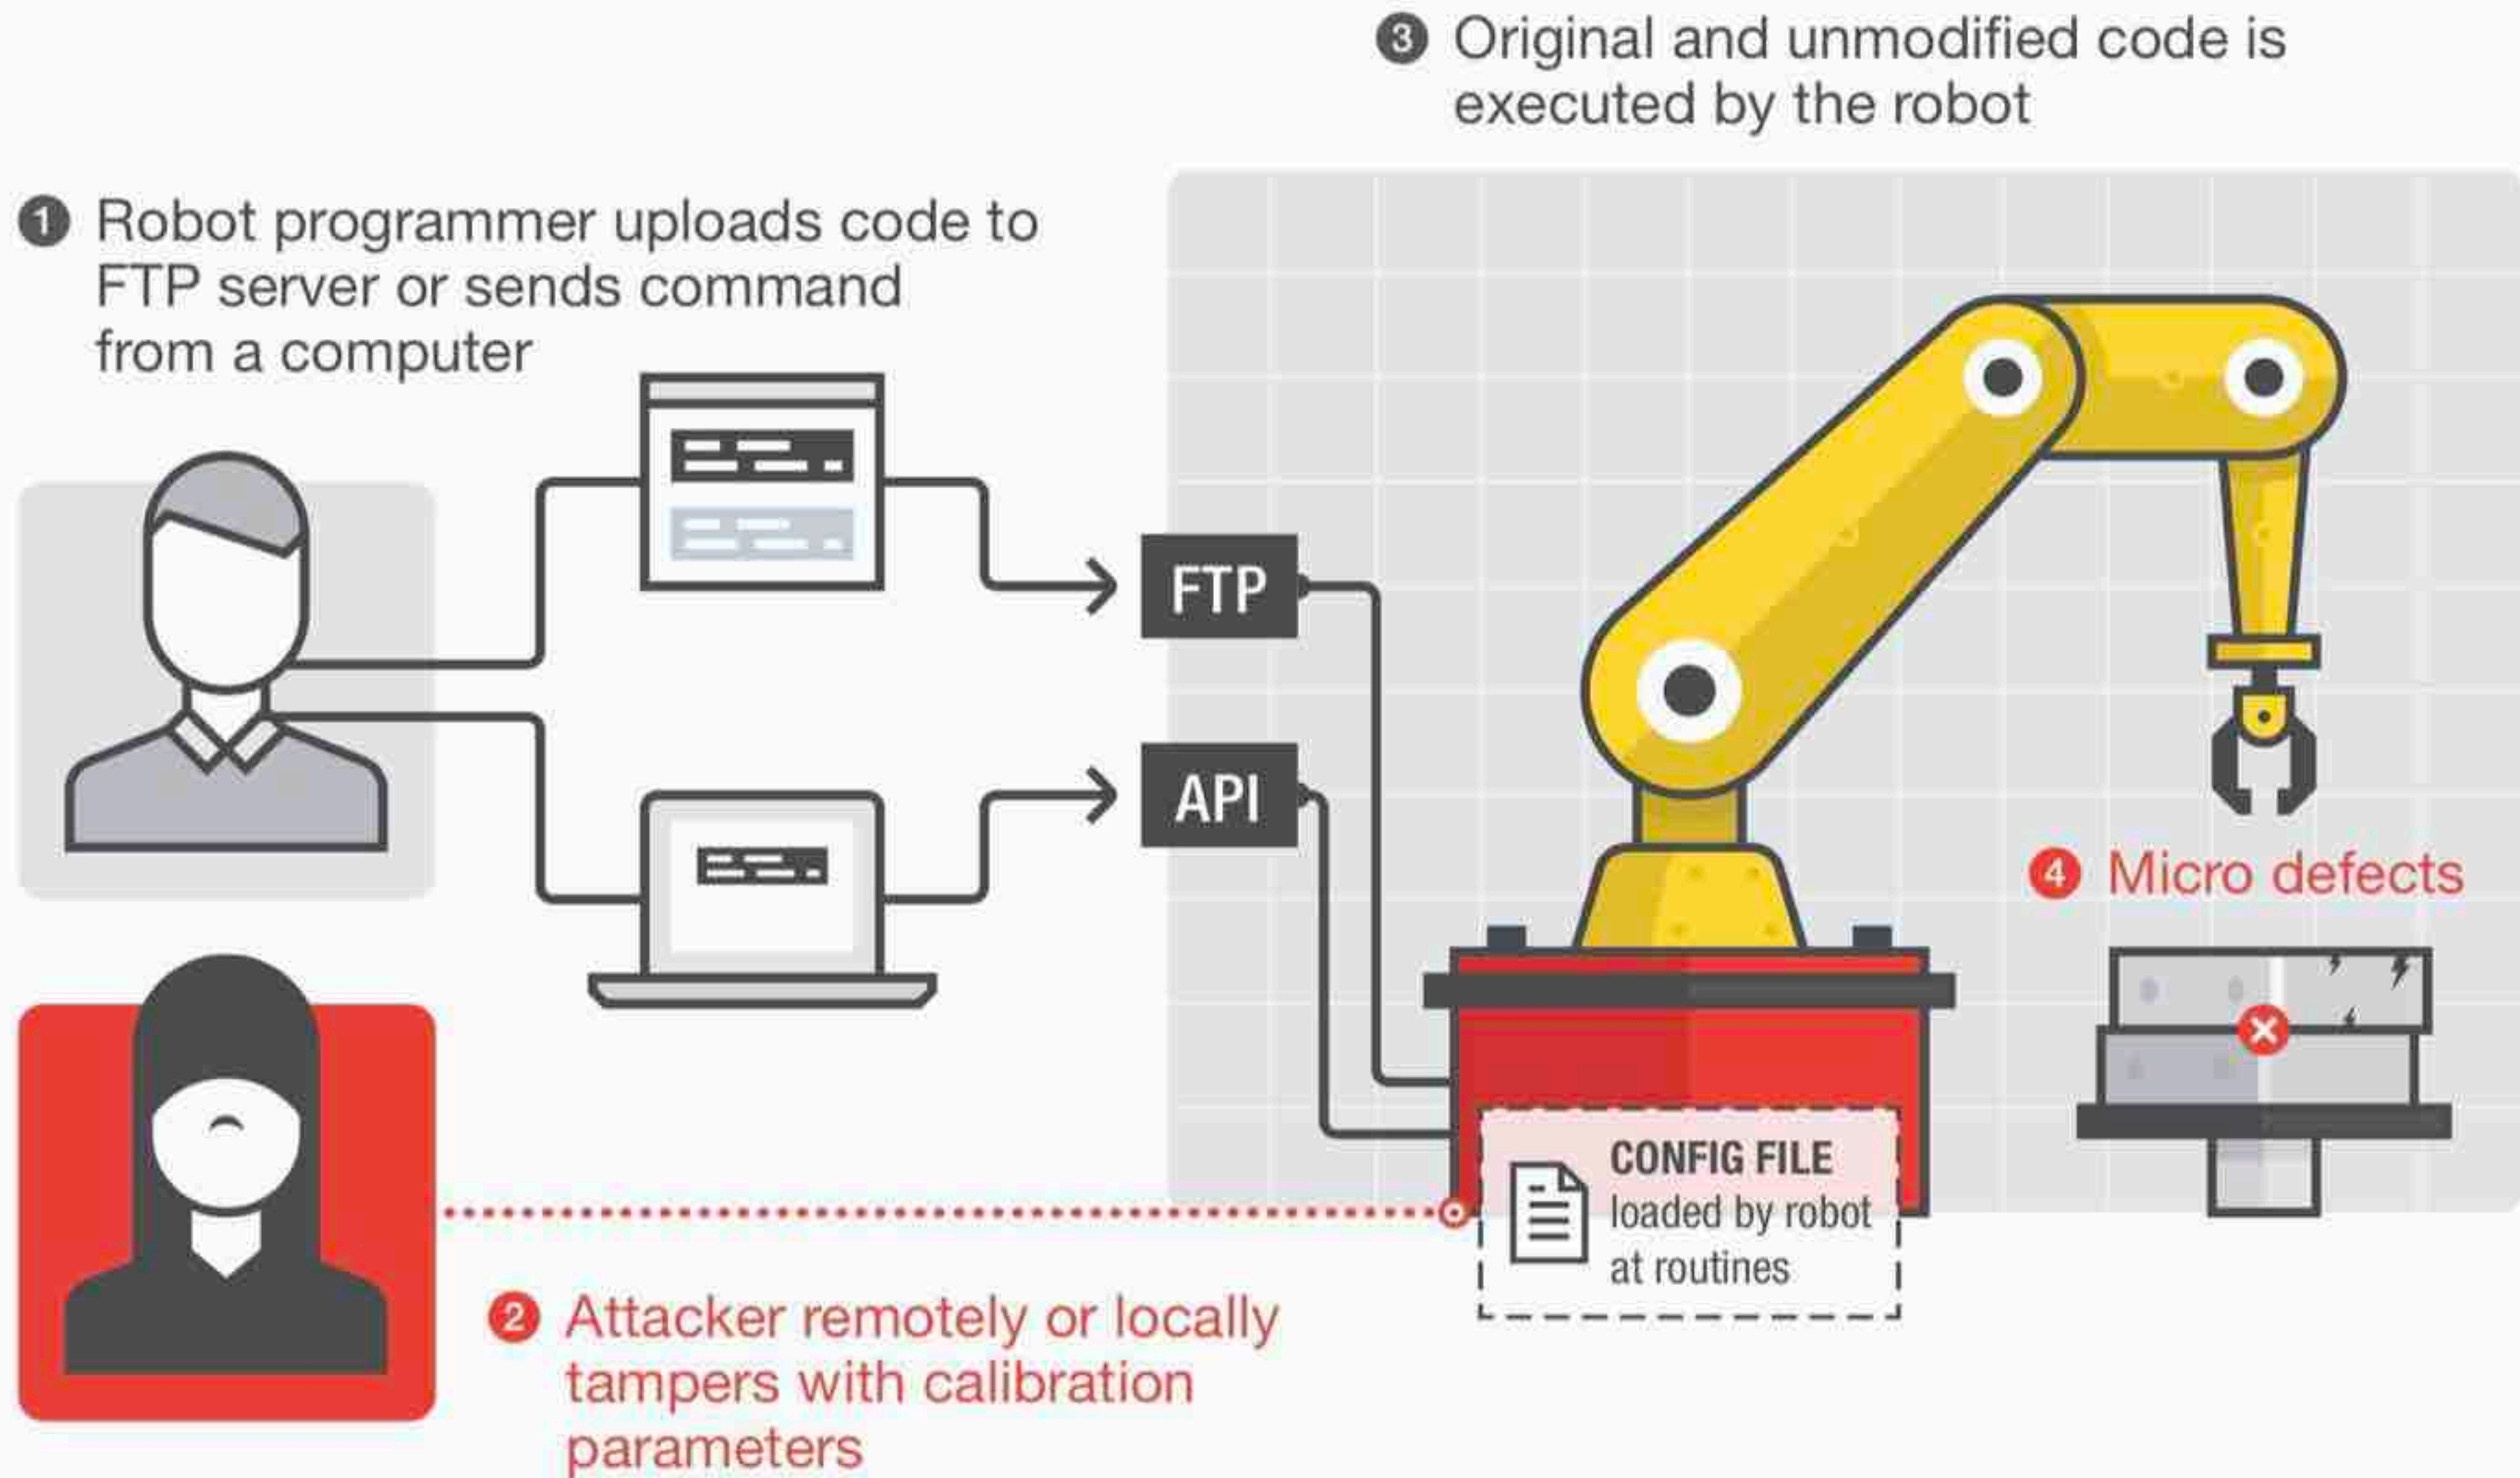 3 Original and unmodified code is
executed by the robot
1 Robot programmer uploads code to
FTP server or sends command
from a computer
FTP
API
4 Micro defects
CONFIG FILE
loaded by robot
at routines
2 Attacker remotely or locally
tampers with calibration
parameters